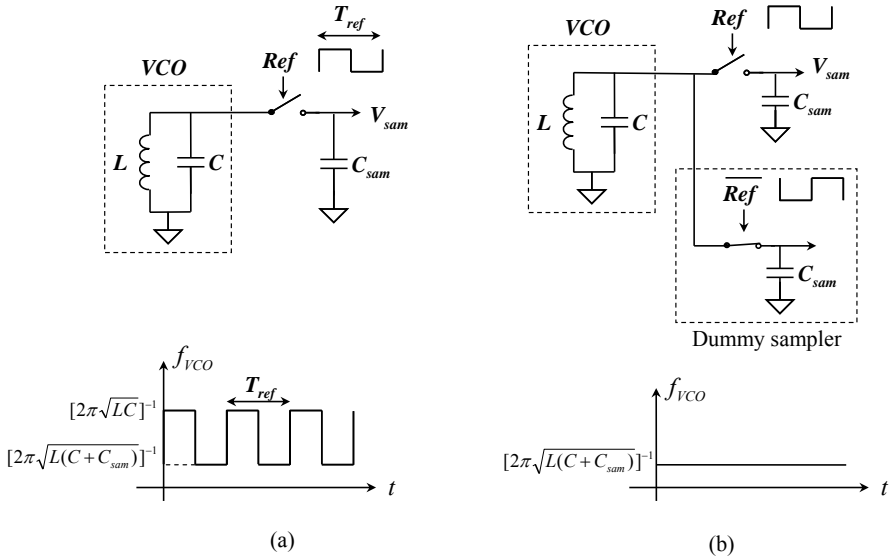 T_ref
Ref
VCO
V_sam
L
C
C_sam
f_VCO
T_ref
[2π√LC]⁻¹
[2π√L(C + C_sam)]⁻¹
t
(a)
Ref
VCO
V_sam
C_sam
L
C
R̅e̅f̅
C_sam
Dummy sampler
f_VCO
[2π√L(C + C_sam)]⁻¹
t
(b)